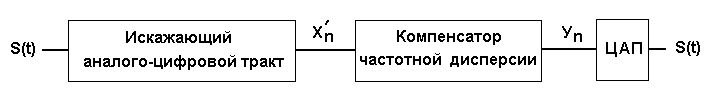 S(t)
Искажающий
аналого-цифровой тракт
X′n
Компенсатор
частотной дисперсии
Уn
ЦАП
S(t)